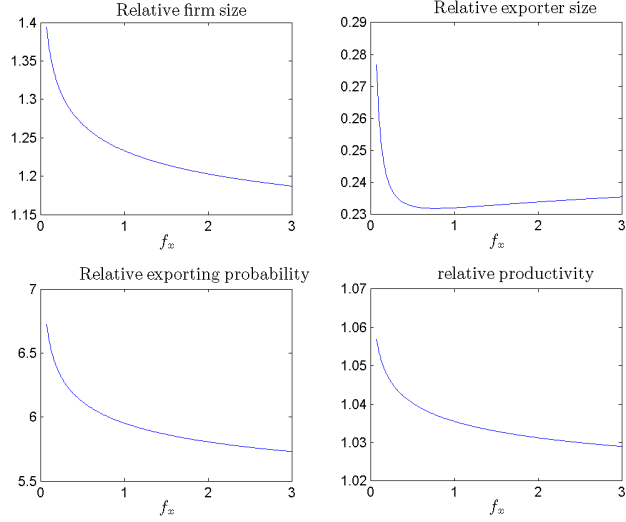 Relative firm size
1.4
1.35
1.3
1.25
1.2
1.15
0 1 2 3
f_x
Relative exporter size
0.29
0.28
0.27
0.26
0.25
0.24
0.23
0 1 2 3
f_x
Relative exporting probability
7
6.5
6
5.5
0 1 2 3
f_x
relative productivity
1.07
1.06
1.05
1.04
1.03
1.02
0 1 2 3
f_x